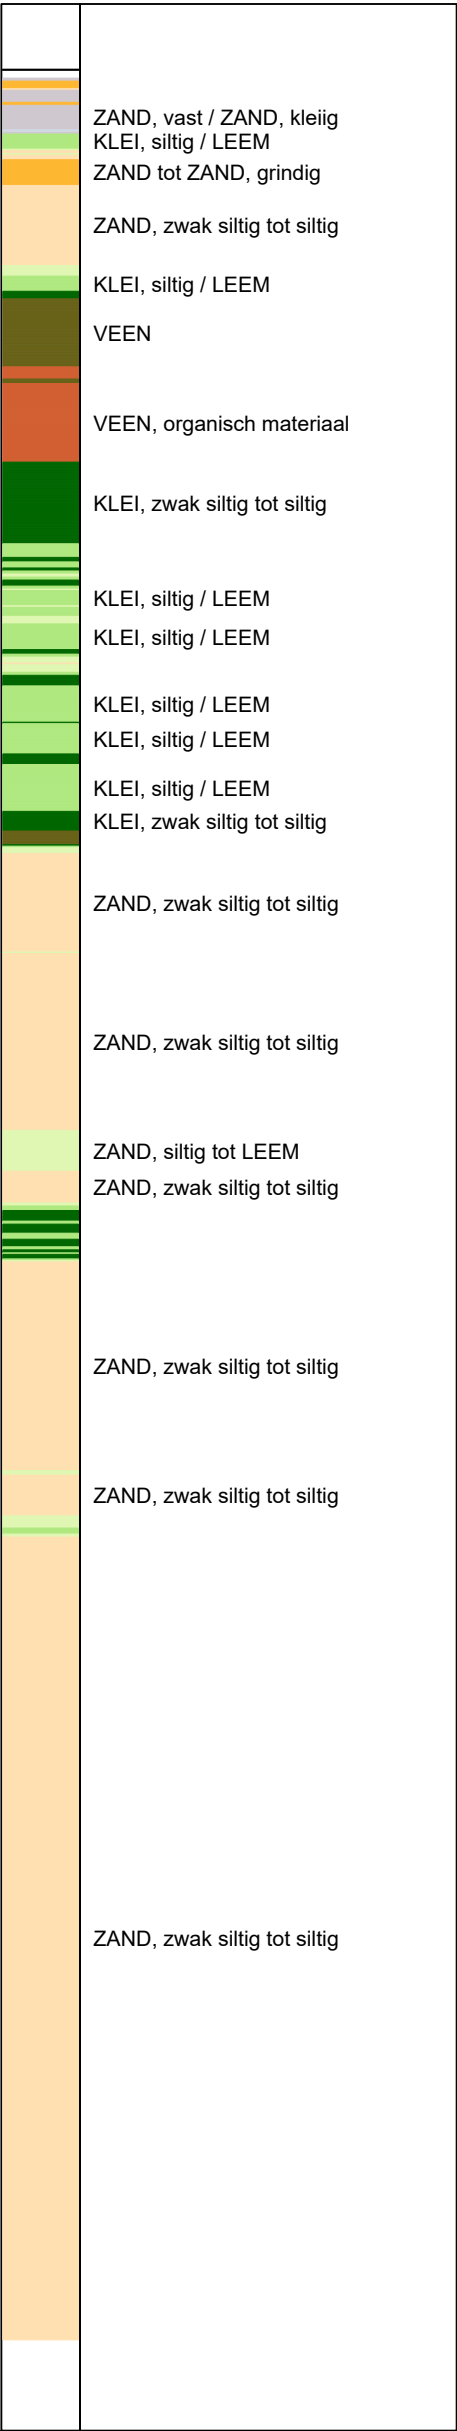 ZAND, vast / ZAND, kleiig
KLEI, siltig / LEEM
ZAND tot ZAND, grindig
ZAND, zwak siltig tot siltig
KLEI, siltig / LEEM
VEEN
VEEN, organisch materiaal
KLEI, zwak siltig tot siltig
KLEI, siltig / LEEM
KLEI, siltig / LEEM
KLEI, siltig / LEEM
KLEI, siltig / LEEM
KLEI, siltig / LEEM
KLEI, zwak siltig tot siltig
ZAND, zwak siltig tot siltig
ZAND, zwak siltig tot siltig
ZAND, siltig tot LEEM
ZAND, zwak siltig tot siltig
ZAND, zwak siltig tot siltig
ZAND, zwak siltig tot siltig
ZAND, zwak siltig tot siltig